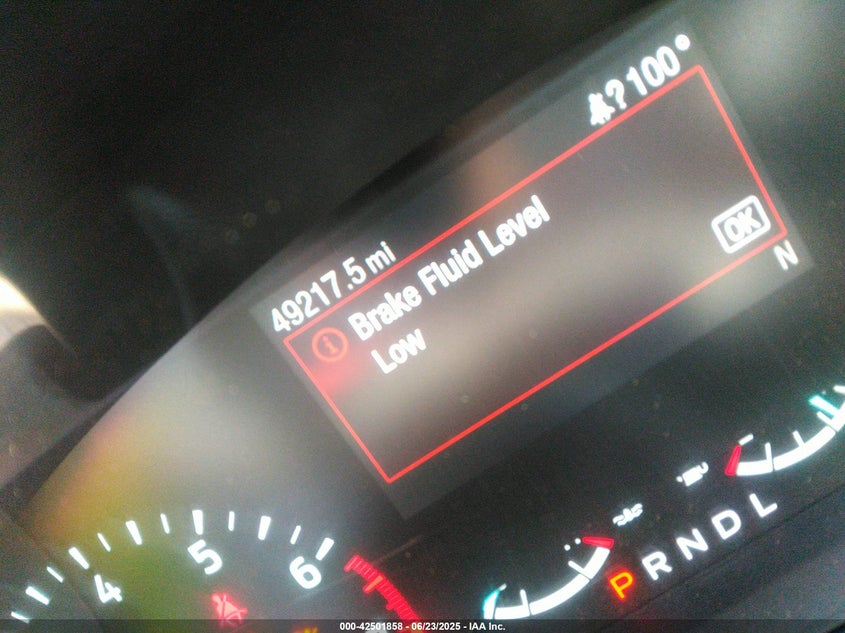 ?100°
49217.5 mi
Brake Fluid Level
Low
OK
N
4 5 6
PRNDL
000-42501858 - 06/23/2025 - IAA Inc.